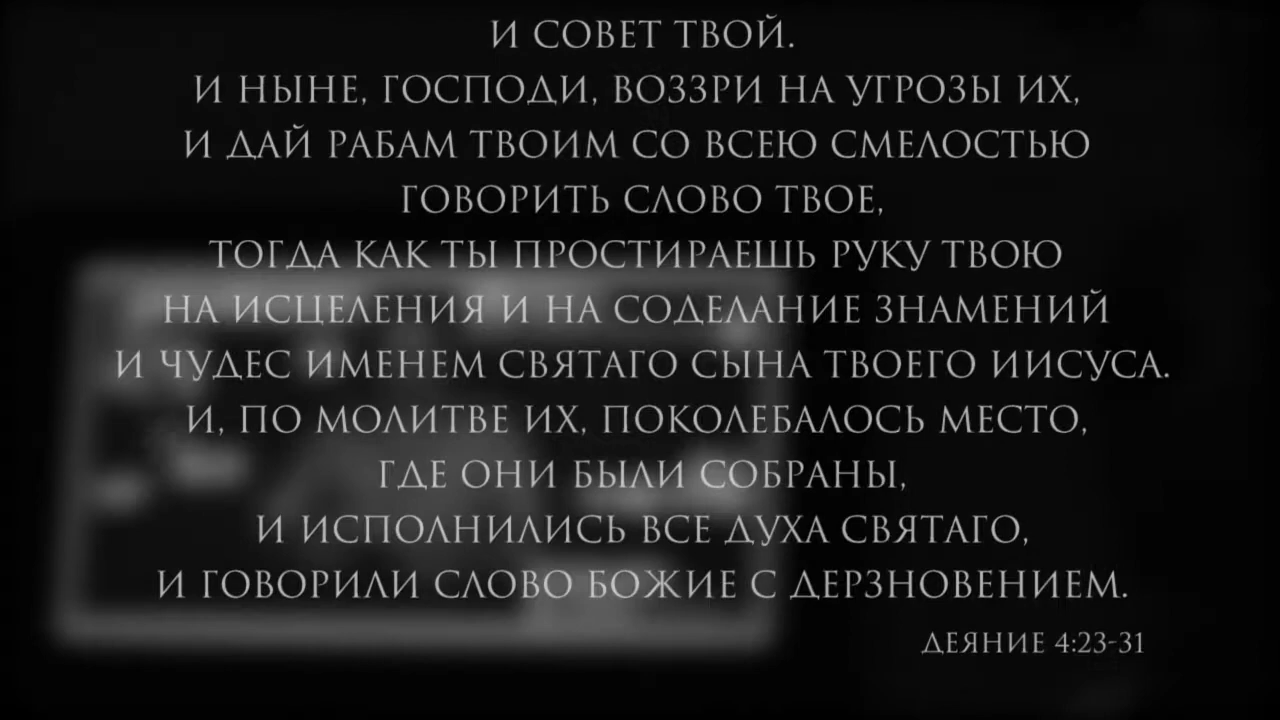 И СОВЕТ ТВОЙ.
И НЫНЕ, ГОСПОДИ, ВОЗЗРИ НА УГРОЗЫ ИХ,
И ДАЙ РАБАМ ТВОИМ СО ВСЕЮ СМЕЛОСТЬЮ
ГОВОРИТЬ СЛОВО ТВОЕ,
ТОГДА КАК ТЫ ПРОСТИРАЕШЬ РУКУ ТВОЮ
НА ИСЦЕЛЕНИЯ И НА СОДЕЛАНИЕ ЗНАМЕНИЙ
И ЧУДЕС ИМЕНЕМ СВЯТАГО СЫНА ТВОЕГО ИИСУСА.
И, ПО МОЛИТВЕ ИХ, ПОКОЛЕБАЛОСЬ МЕСТО,
ГДЕ ОНИ БЫЛИ СОБРАНЫ,
И ИСПОЛНИЛИСЬ ВСЕ ДУХА СВЯТАГО,
И ГОВОРИЛИ СЛОВО БОЖИЕ С ДЕРЗНОВЕНИЕМ.
ДЕЯНИЕ 4:23-31